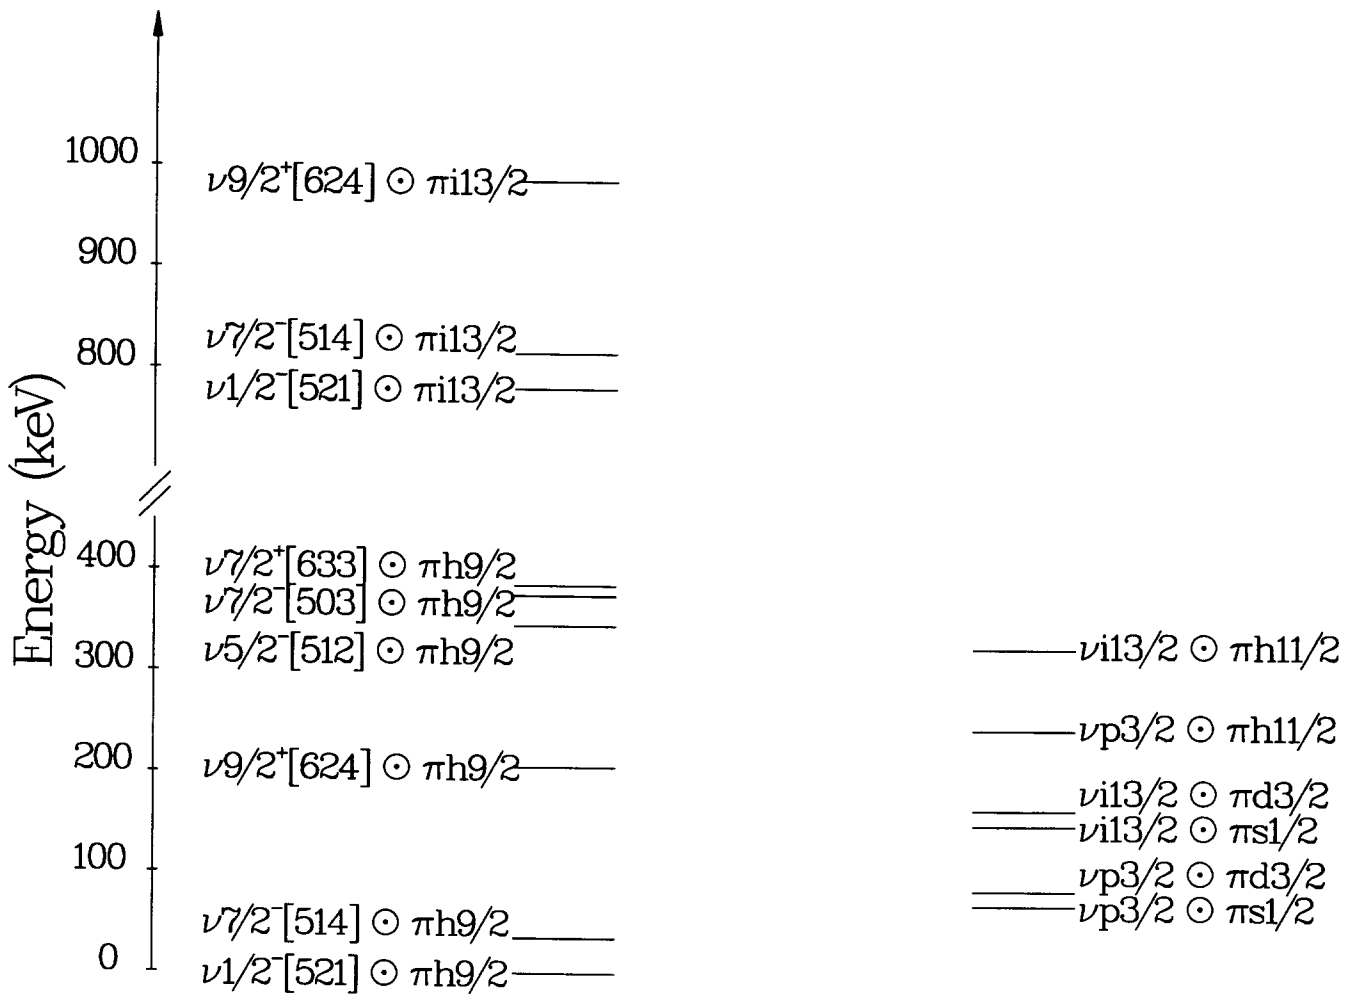 1000
ν9/2⁺[624] ⊙ πi13/2
900
ν7/2⁻[514] ⊙ πi13/2
800
ν1/2⁻[521] ⊙ πi13/2
Energy (keV)
400
ν7/2⁺[633] ⊙ πh9/2
ν7/2⁻[503] ⊙ πh9/2
300
ν5/2⁻[512] ⊙ πh9/2
200
ν9/2⁺[624] ⊙ πh9/2
100
ν7/2⁻[514] ⊙ πh9/2
0
ν1/2⁻[521] ⊙ πh9/2
νi13/2 ⊙ πh11/2
νp3/2 ⊙ πh11/2
νi13/2 ⊙ πd3/2
νi13/2 ⊙ πs1/2
νp3/2 ⊙ πd3/2
νp3/2 ⊙ πs1/2